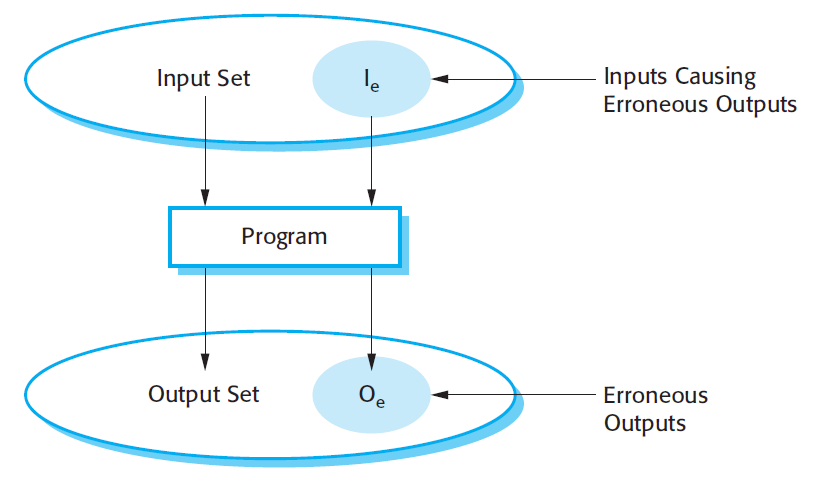 Input Set
Iₑ
Inputs Causing
Erroneous Outputs
Program
Output Set
Oₑ
Erroneous
Outputs